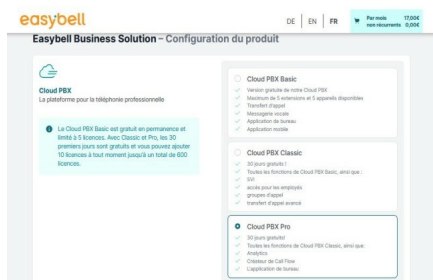 easybell
DE | EN | FR
Par mois 17,00€
non récurrents 0,00€
Easybell Business Solution – Configuration du produit
Cloud PBX
La plateforme pour la téléphonie professionnelle
Le Cloud PBX Basic est gratuit en permanence et
limité à 5 licences. Avec Classic et Pro, les 30
premiers jours sont gratuits et vous pouvez ajouter
10 licences à tout moment jusqu'à un total de 600
licences.
Cloud PBX Basic
Version gratuite de notre Cloud PBX
Maximum de 5 extensions et 5 appareils disponibles
Transfert d'appel
Messagerie vocale
Application de bureau
Application mobile
Cloud PBX Classic
30 jours gratuits !
Toutes les fonctions de Cloud PBX Basic, ainsi que :
SVI
accès pour les employés
groupes d'appel
transfert d'appel avancé
Cloud PBX Pro
30 jours gratuits!
Toutes les fonctions de Cloud PBX Classic, ainsi que
Analytics
Créateur de Call Flow
L'application de bureau